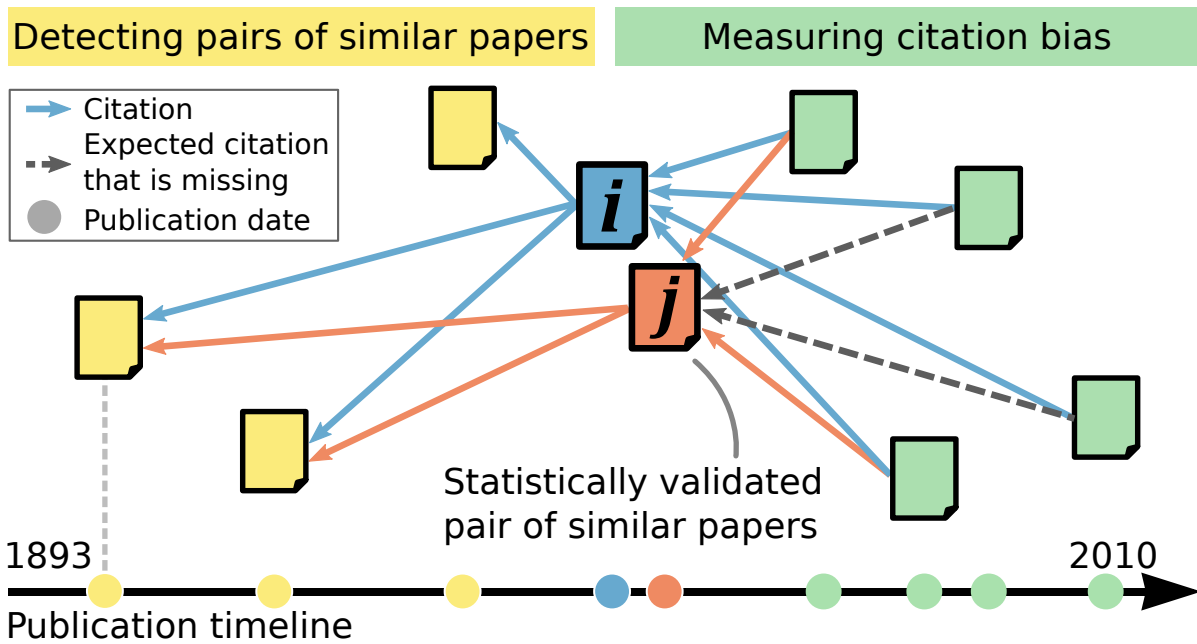 Detecting pairs of similar papers
Measuring citation bias
Citation
Expected citation
that is missing
Publication date
i
j
Statistically validated
pair of similar papers
1893
2010
Publication timeline